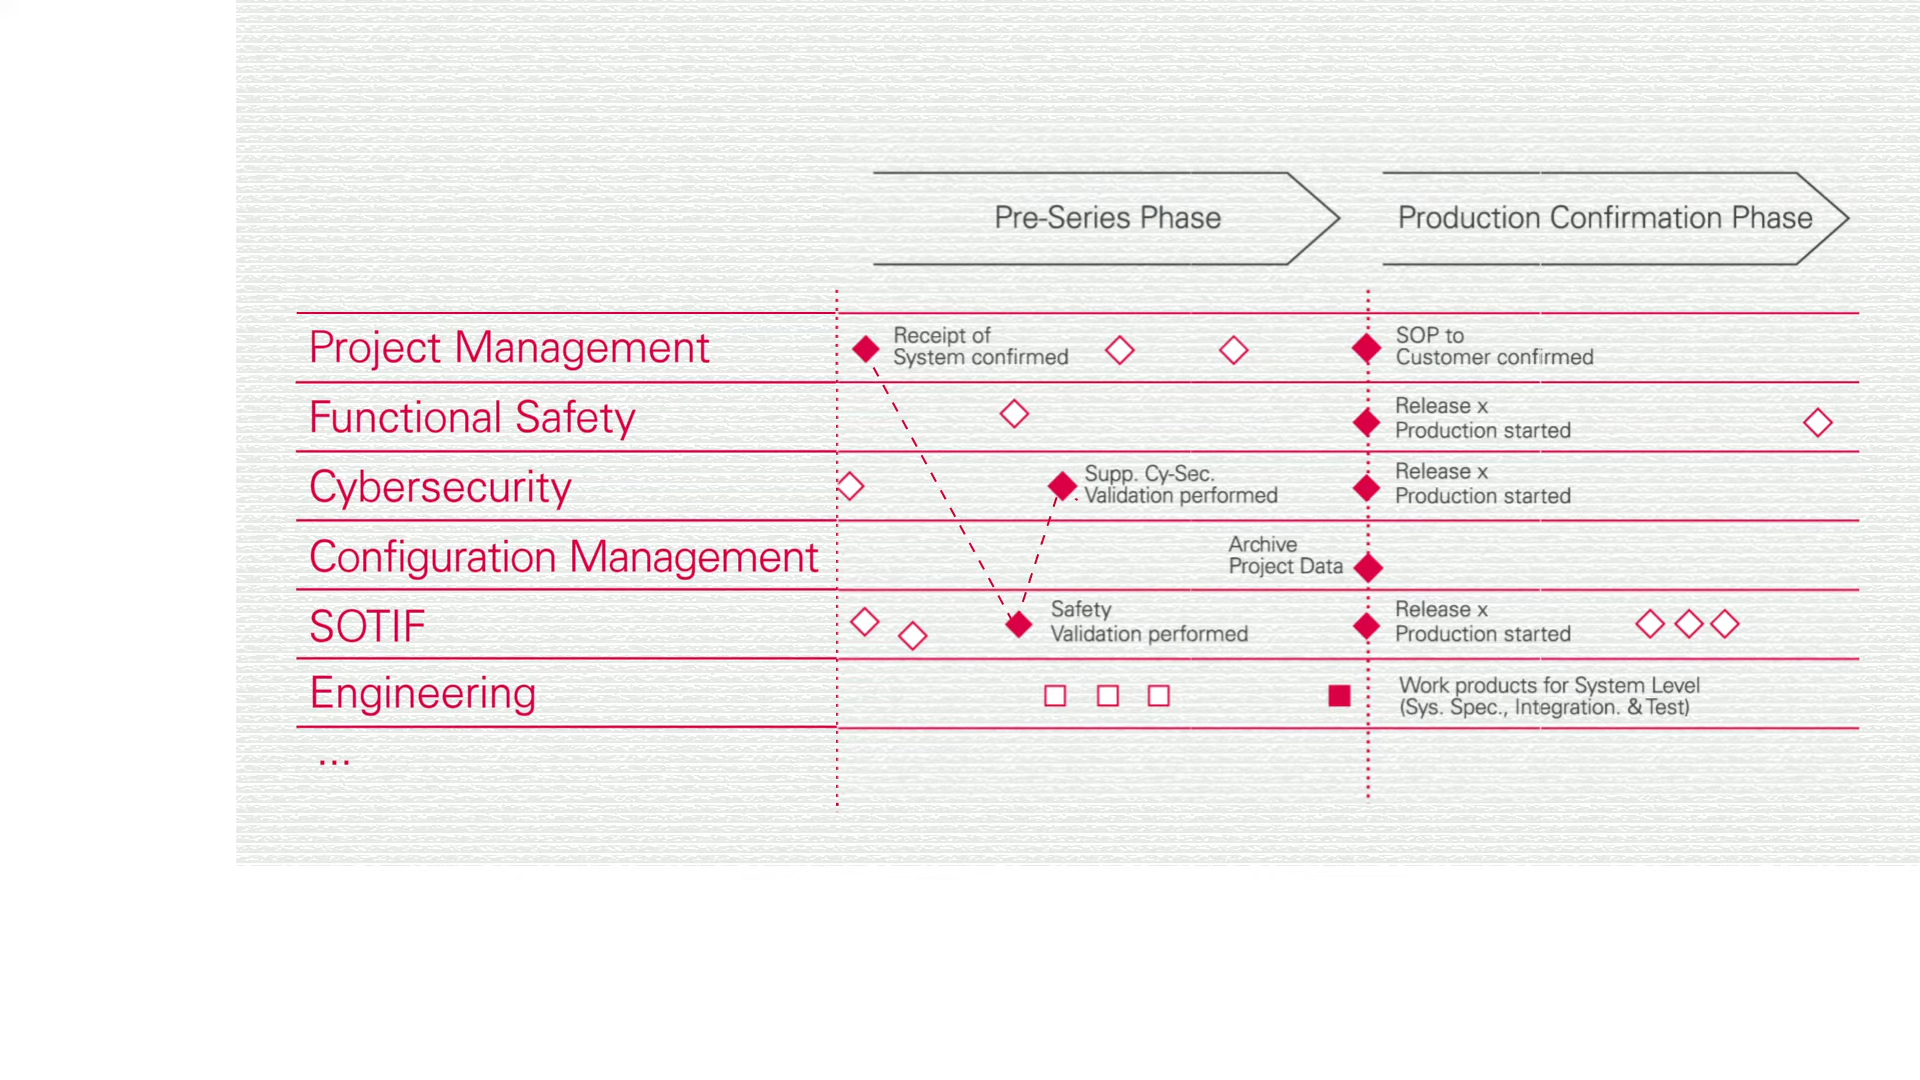 Pre-Series Phase
Production Confirmation Phase
Project Management
Receipt of
System confirmed
SOP to
Customer confirmed
Functional Safety
Release x
Production started
Cybersecurity
Supp. Cy-Sec.
Validation performed
Release x
Production started
Configuration Management
Archive
Project Data
SOTIF
Safety
Validation performed
Release x
Production started
Engineering
Work products for System Level
(Sys. Spec., Integration. & Test)
...